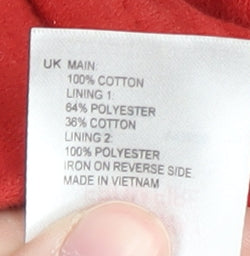 UK MAIN:
100% COTTON
LINING 1:
64% POLYESTER
36% COTTON
LINING 2:
100% POLYESTER
IRON ON REVERSE SIDE
MADE IN VIETNAM